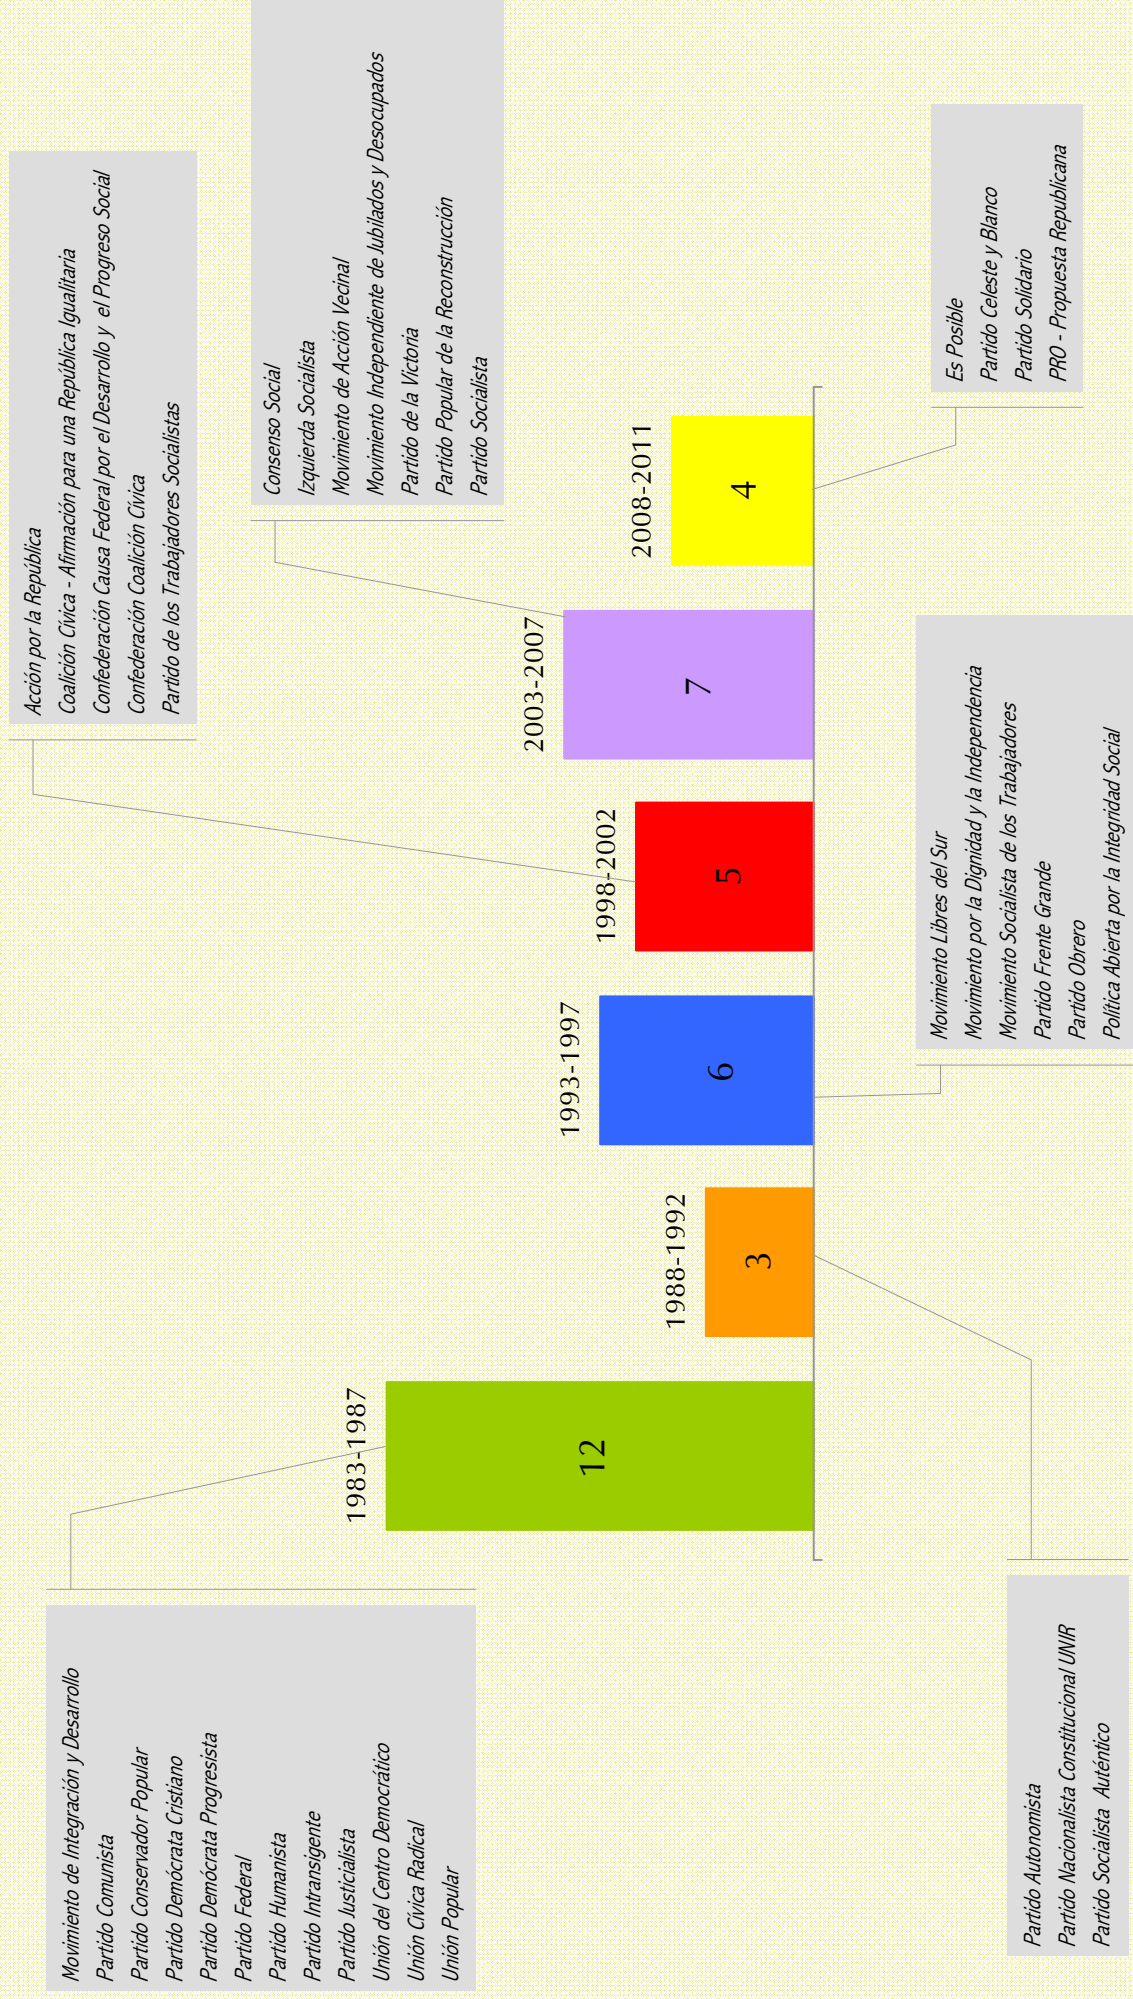 Movimiento de Integración y Desarrollo
Partido Comunista
Partido Conservador Popular
Partido Demócrata Cristiano
Partido Demócrata Progresista
Partido Federal
Partido Humanista
Partido Intransigente
Partido Justicialista
Unión del Centro Democrático
Unión Cívica Radical
Unión Popular
Acción por la República
Coalición Cívica - Afirmación para una República Igualitaria
Confederación Causa Federal por el Desarrollo y el Progreso Social
Confederación Coalición Cívica
Partido de los Trabajadores Socialistas
Consenso Social
Izquierda Socialista
Movimiento de Acción Vecinal
Movimiento Independiente de Jubilados y Desocupados
Partido de la Victoria
Partido Popular de la Reconstrucción
Partido Socialista
1983-1987
12
1988-1992
3
1993-1997
6
1998-2002
5
2003-2007
7
2008-2011
4
Partido Autonomista
Partido Nacionalista Constitucional UNIR
Partido Socialista Auténtico
Movimiento Libres del Sur
Movimiento por la Dignidad y la Independencia
Movimiento Socialista de los Trabajadores
Partido Frente Grande
Partido Obrero
Política Abierta por la Integridad Social
Es Posible
Partido Celeste y Blanco
Partido Solidario
PRO - Propuesta Republicana